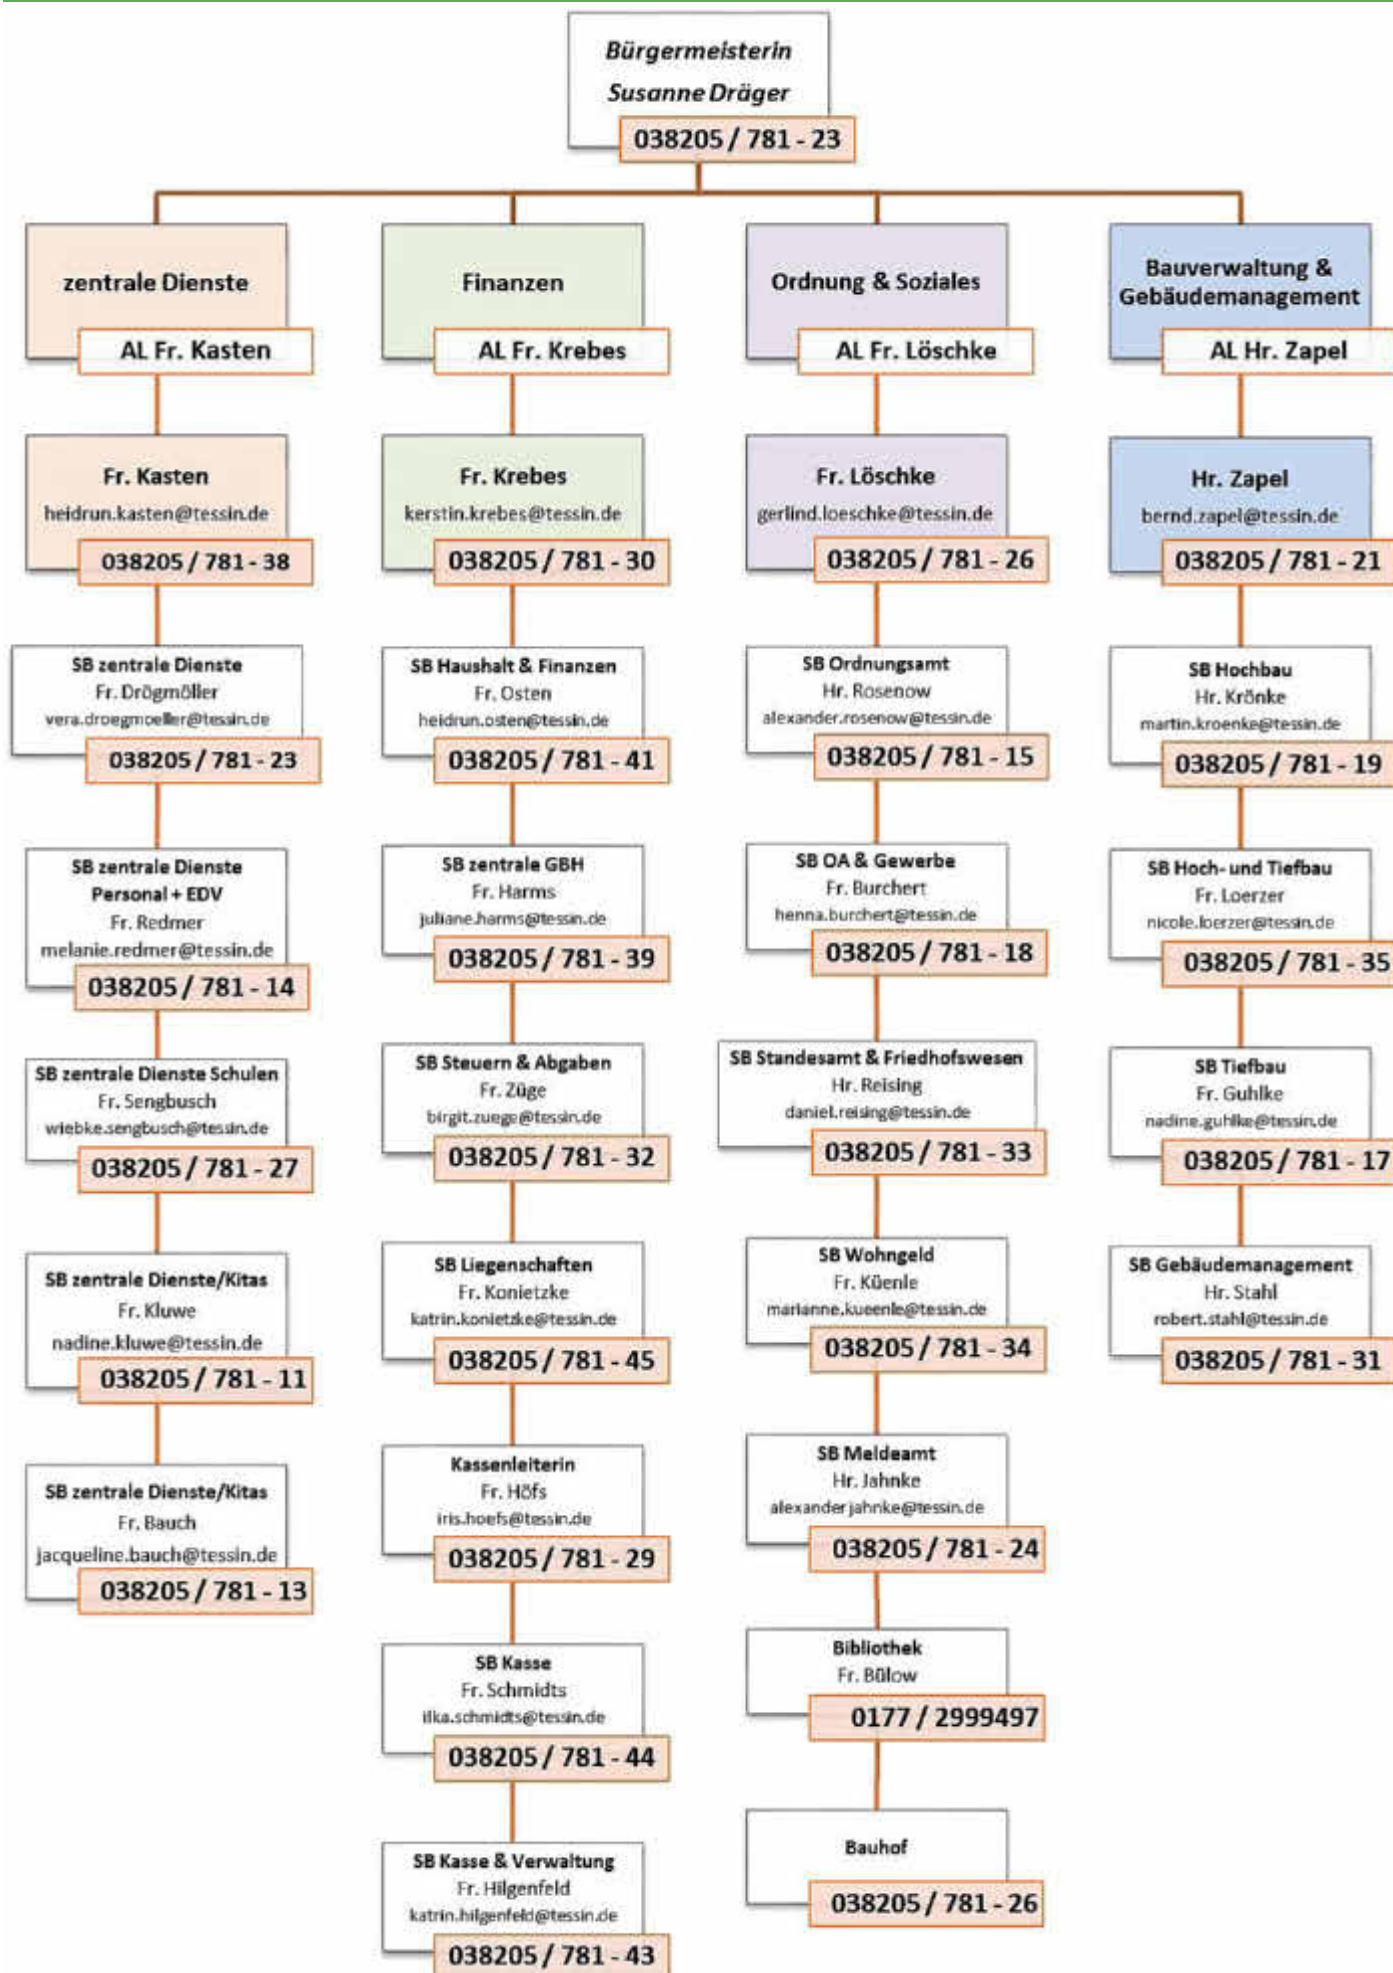 Bürgermeisterin
Susanne Dräger
038205 / 781 - 23
zentrale Dienste
AL Fr. Kasten
Fr. Kasten
heidrun.kasten@tessin.de
038205 / 781 - 38
SB zentrale Dienste
Fr. Drögmöller
vera.droegmoeller@tessin.de
038205 / 781 - 23
SB zentrale Dienste
Personal + EDV
Fr. Redmer
melanie.redmer@tessin.de
038205 / 781 - 14
SB zentrale Dienste Schulen
Fr. Sengbusch
wiebke.sengbusch@tessin.de
038205 / 781 - 27
SB zentrale Dienste/Kitas
Fr. Kluwe
nadine.kluwe@tessin.de
038205 / 781 - 11
SB zentrale Dienste/Kitas
Fr. Bauch
jacqueline.bauch@tessin.de
038205 / 781 - 13
Finanzen
AL Fr. Krebes
Fr. Krebes
kerstin.krebes@tessin.de
038205 / 781 - 30
SB Haushalt & Finanzen
Fr. Osten
heidrun.osten@tessin.de
038205 / 781 - 41
SB zentrale GBH
Fr. Harms
juliane.harms@tessin.de
038205 / 781 - 39
SB Steuern & Abgaben
Fr. Züge
birgit.zuege@tessin.de
038205 / 781 - 32
SB Liegenschaften
Fr. Konietzke
katrin.konietzke@tessin.de
038205 / 781 - 45
Kassenleiterin
Fr. Höfs
iris.hoefs@tessin.de
038205 / 781 - 29
SB Kasse
Fr. Schmidts
ilka.schmidts@tessin.de
038205 / 781 - 44
SB Kasse & Verwaltung
Fr. Hilgenfeld
katrin.hilgenfeld@tessin.de
038205 / 781 - 43
Ordnung & Soziales
AL Fr. Löschke
Fr. Löschke
gerlind.loeschke@tessin.de
038205 / 781 - 26
SB Ordnungsamt
Hr. Rosenow
alexander.rosenow@tessin.de
038205 / 781 - 15
SB OA & Gewerbe
Fr. Burchert
henna.burchert@tessin.de
038205 / 781 - 18
SB Standesamt & Friedhofswesen
Hr. Reising
daniel.reising@tessin.de
038205 / 781 - 33
SB Wohngeld
Fr. Küenle
marianne.kueenle@tessin.de
038205 / 781 - 34
SB Meldeamt
Hr. Jahnke
alexander.jahnke@tessin.de
038205 / 781 - 24
Bibliothek
Fr. Bülow
0177 / 2999497
Bauhof
038205 / 781 - 26
Bauverwaltung &
Gebäudemanagement
AL Hr. Zapel
Hr. Zapel
bernd.zapel@tessin.de
038205 / 781 - 21
SB Hochbau
Hr. Krönke
martin.kroenke@tessin.de
038205 / 781 - 19
SB Hoch- und Tiefbau
Fr. Loerzer
nicole.loerzer@tessin.de
038205 / 781 - 35
SB Tiefbau
Fr. Guhlke
nadine.guhlke@tessin.de
038205 / 781 - 17
SB Gebäudemanagement
Hr. Stahl
robert.stahl@tessin.de
038205 / 781 - 31